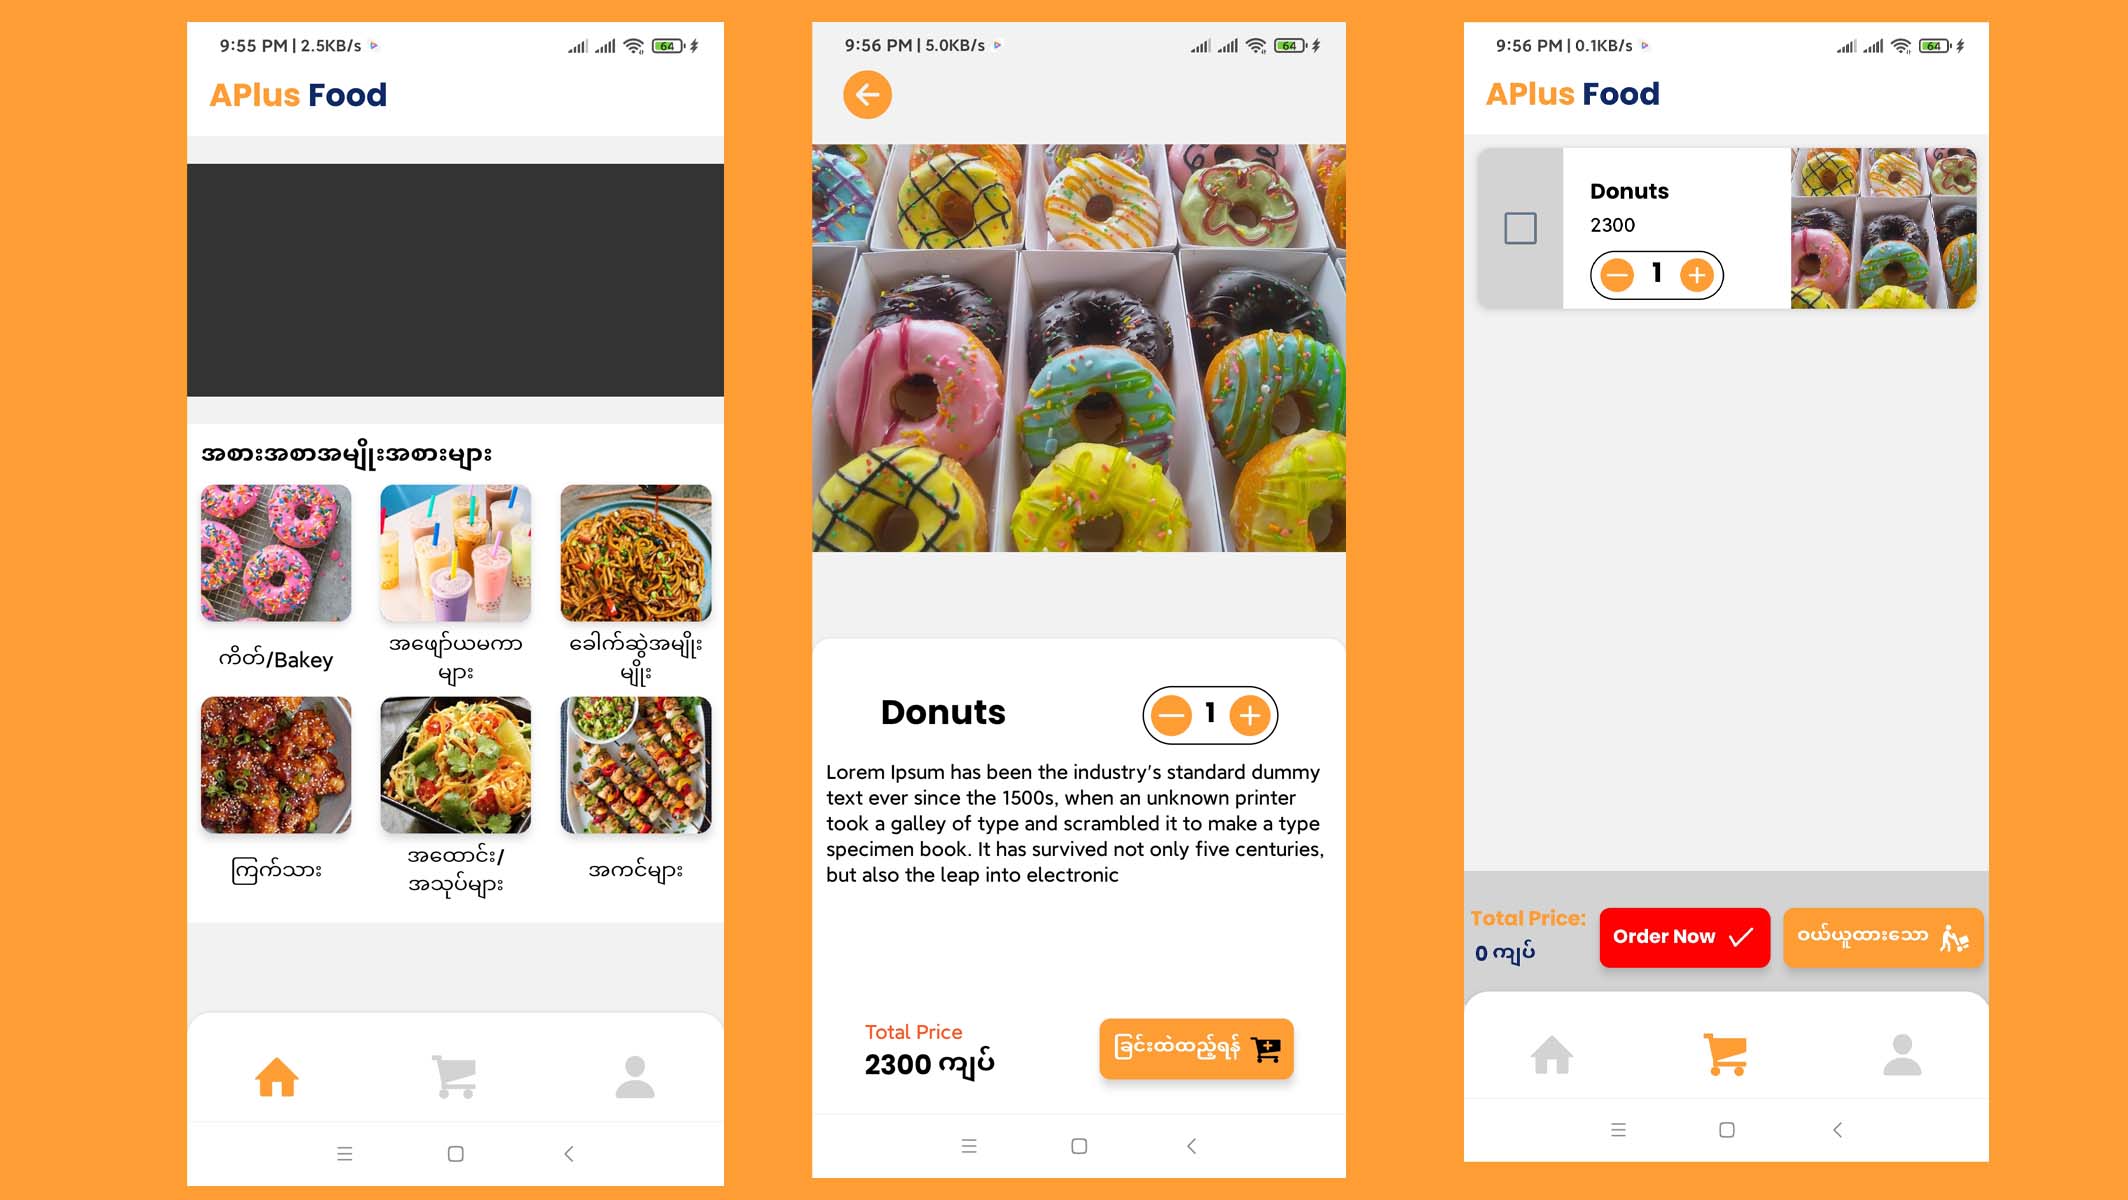 9:55 PM | 2.5KB/s
64
APlus Food
အစားအစာအမျိုးအစားများ
ကိတ်/Bakey
အဖျော်ယမကာ
များ
ခေါက်ဆွဲအမျိုး
မျိုး
ကြက်သား
အထောင်း/
အသုပ်များ
အကင်များ
9:56 PM | 5.0KB/s
64
Donuts
1
Lorem Ipsum has been the industry's standard dummy
text ever since the 1500s, when an unknown printer
took a galley of type and scrambled it to make a type
specimen book. It has survived not only five centuries,
but also the leap into electronic
Total Price
2300 ကျပ်
ခြင်းထဲထည့်ရန်
9:56 PM | 0.1KB/s
64
APlus Food
Donuts
2300
1
Total Price:
0 ကျပ်
Order Now
ဝယ်ယူထားသော